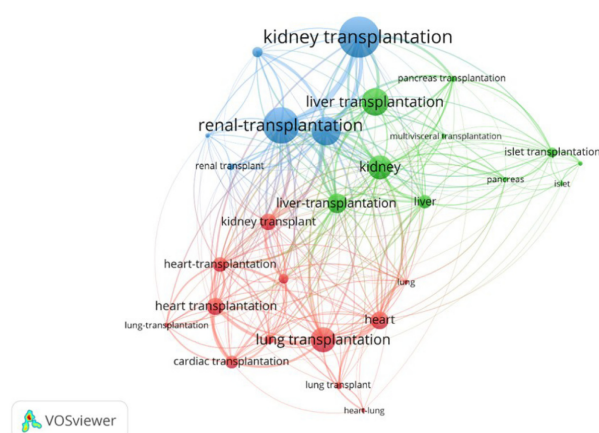 kidney transplantation
pancreas transplantation
liver transplantation
renal-transplantation
multivisceral transplantation
islet transplantation
renal transplant
kidney
pancreas
islet
liver-transplantation
liver
kidney transplant
heart-transplantation
lung
heart transplantation
heart
lung-transplantation
lung transplantation
cardiac transplantation
lung transplant
heart-lung
VOSviewer